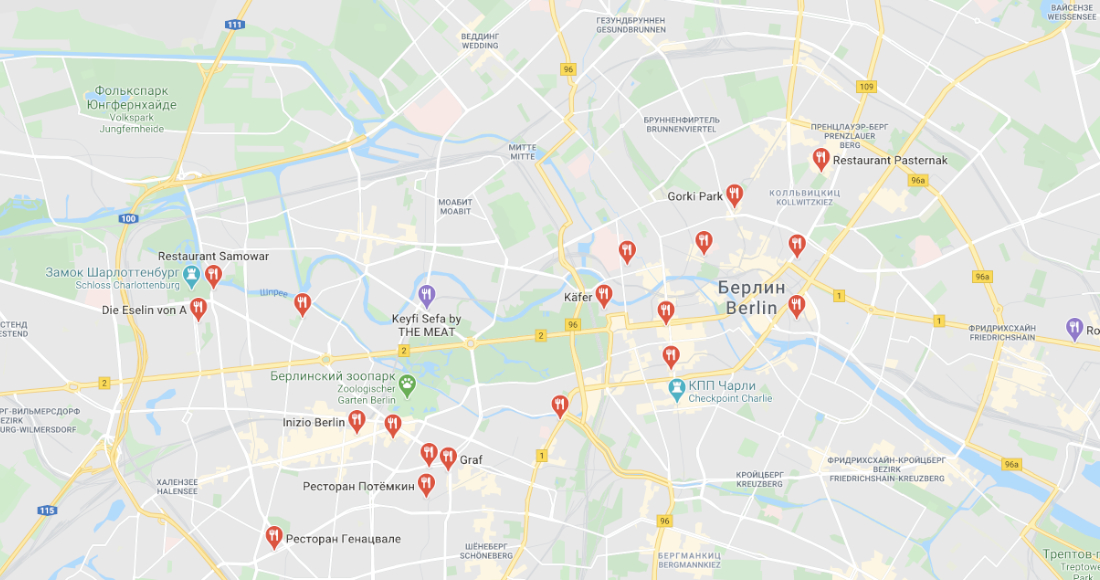 111
ВАЙСЕНЗЕ
WEISSENSEE
ГЕЗУНДБРУННЕН
GESUNDBRUNNEN
ВЕДДИНГ
WEDDING
96
109
Фолькспарк
Юнгфернхайде
Volkspark
Jungfernheide
БРУННЕНФИРТЕЛЬ
BRUNNENVIERTEL
ПРЕНЦЛАУЭР-БЕРГ
PRENZLAUER
BERG
МИТТЕ
MITTE
Restaurant Pasternak
96a
Gorki Park
КОЛЛЬВИЦКИЦ
KOLLWITZKIEZ
МОАБИТ
MOABIT
100
Restaurant Samowar
Замок Шарлоттенбург
Schloss Charlottenburg
Шпрее
96a
Die Eselin von A
Käfer
Берлин
Berlin
1
Keyfi Sefa by
THE MEAT
96
2
1
ФРИДРИХСХАЙН
FRIEDRICHSHAIN
Ro
СТЕНД
ESTEND
2
2
Берлинский зоопарк
Zoologischer
Garten Berlin
КПП Чарли
Checkpoint Charlie
РГ-ВИЛЬМЕРСДОРФ
BEZIRK
URG-WILMERSDORF
Inizio Berlin
1
Graf
ФРИДРИХСХАЙН-КРОЙЦБЕРГ
BEZIRK
FRIEDRICHSHAIN-KREUZBERG
96a
КРОЙЦБЕРГ
KREUZBERG
ХАЛЕНЗЕЕ
HALENSEE
Ресторан Потёмкин
115
96
Ресторан Генацвале
ШЁНЕБЕРГ
SCHÖNEBERG
БЕРГМАНКИЦ
BERGMANNKIEZ
Трептов-п
Treptowe
Park